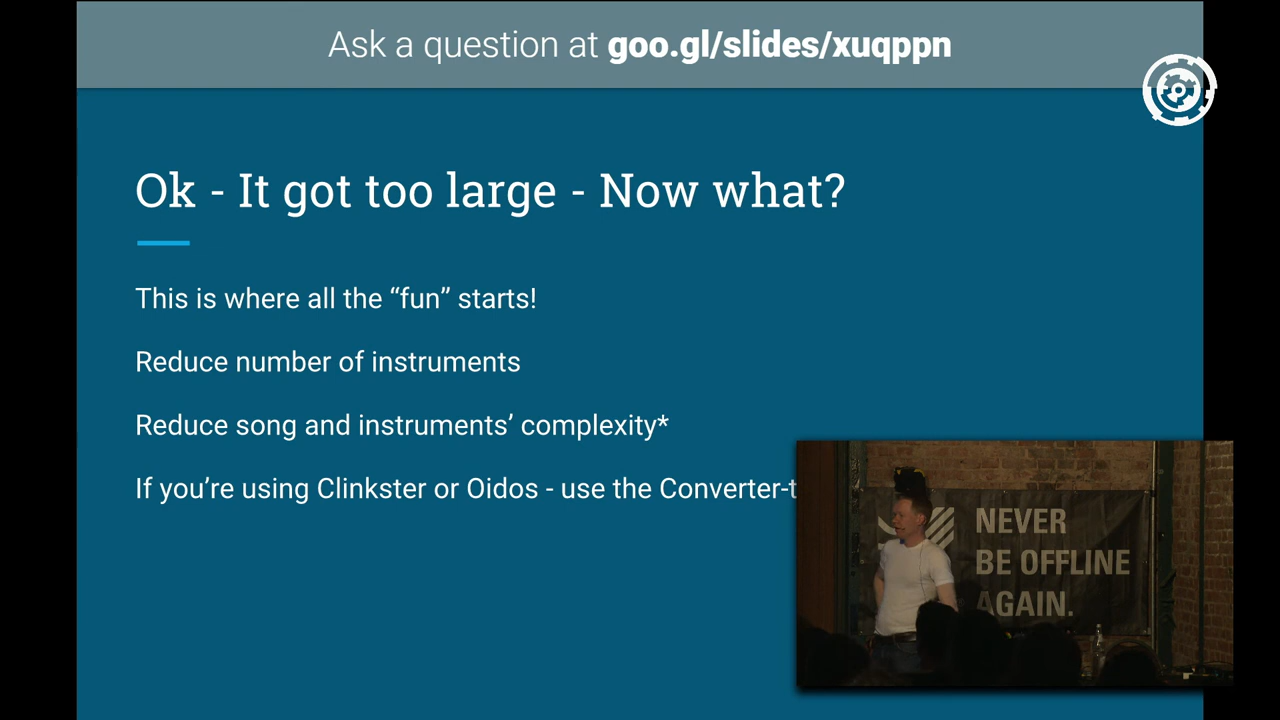 Ask a question at goo.gl/slides/xuqppn
Ok - It got too large - Now what?
This is where all the “fun” starts!
Reduce number of instruments
Reduce song and instruments’ complexity*
If you’re using Clinkster or Oidos - use the Converter-t
NEVER
BE OFFLINE
AGAIN.